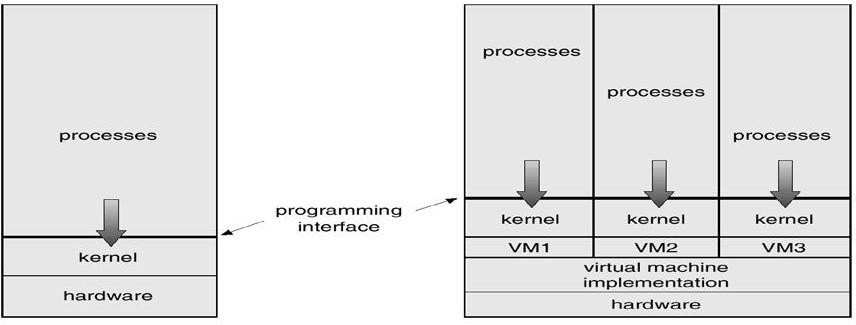 processes
kernel
hardware
programming
interface
processes
processes
processes
kernel
kernel
kernel
VM1
VM2
VM3
virtual machine
implementation
hardware